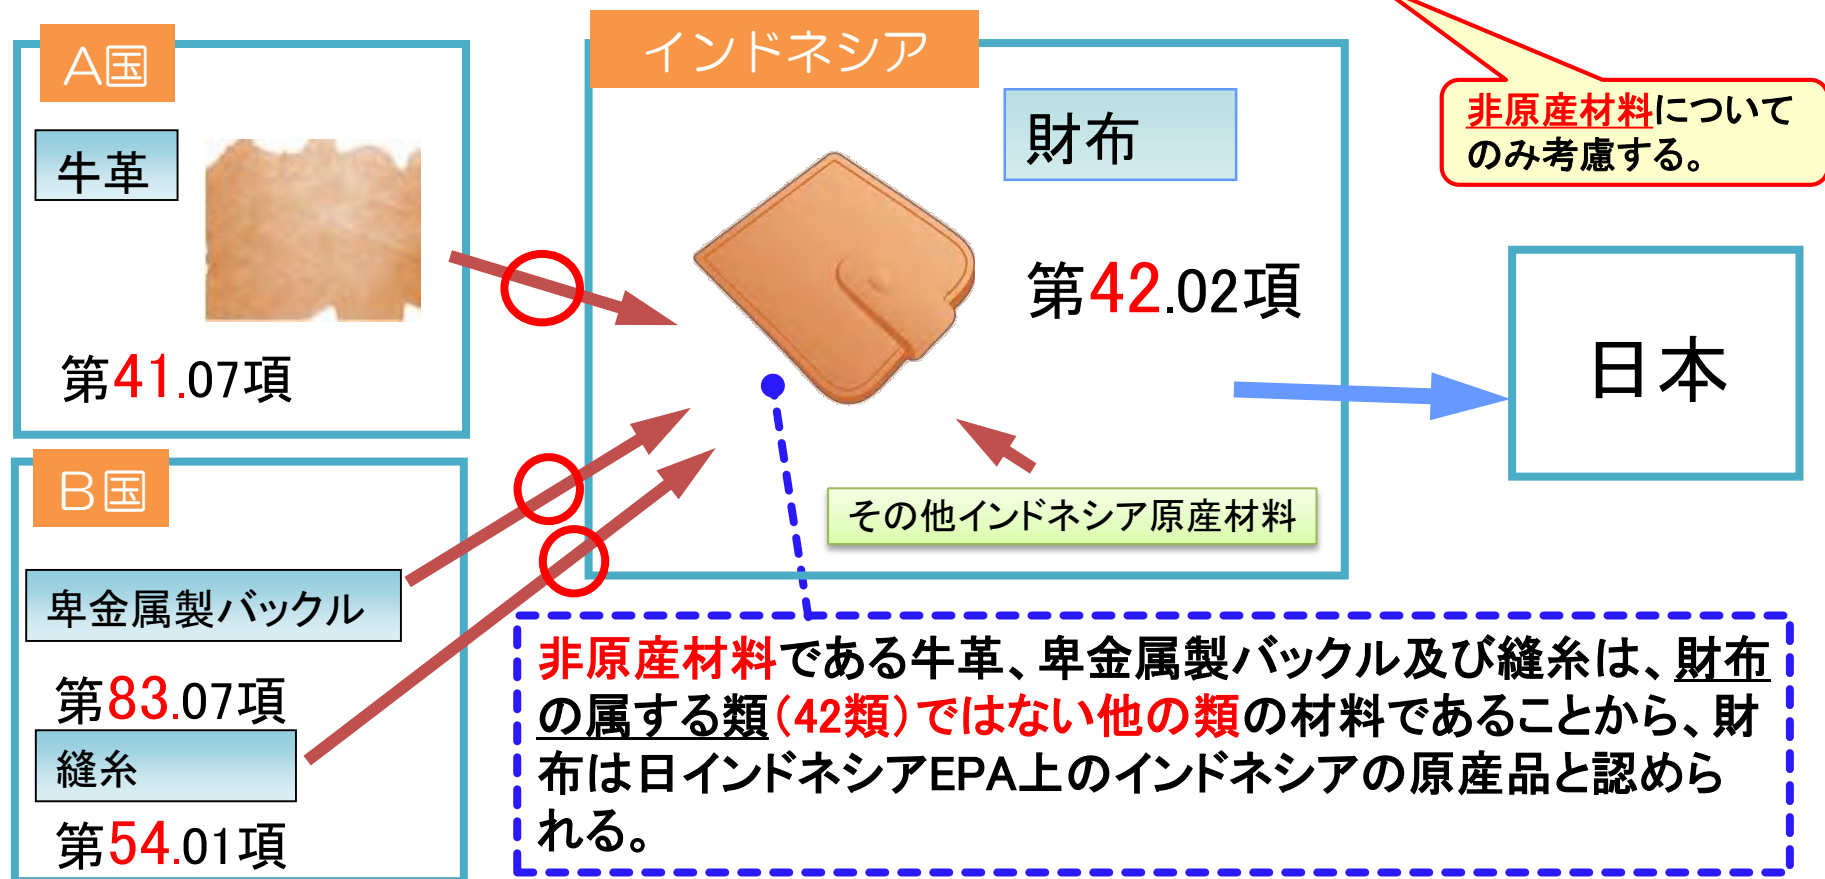 A国
牛革
第41.07項
B国
卑金属製バックル
第83.07項
縫糸
第54.01項
インドネシア
財布
第42.02項
その他インドネシア原産材料
非原産材料について
のみ考慮する。
日本
非原産材料である牛革、卑金属製バックル及び縫糸は、財布
の属する類(42類)ではない他の類の材料であることから、財
布は日インドネシアEPA上のインドネシアの原産品と認めら
れる。